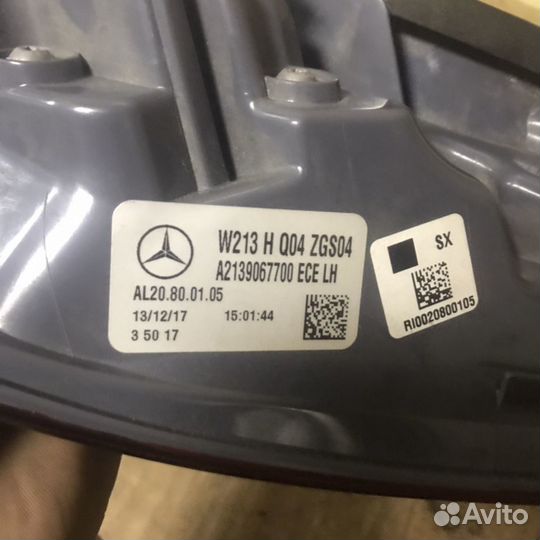 W213 H Q04 ZGS04
A2139067700 ECE LH
AL20.80.01.05
13/12/17 15:01:44
3 50 17
SX
RI0020800105
Avito